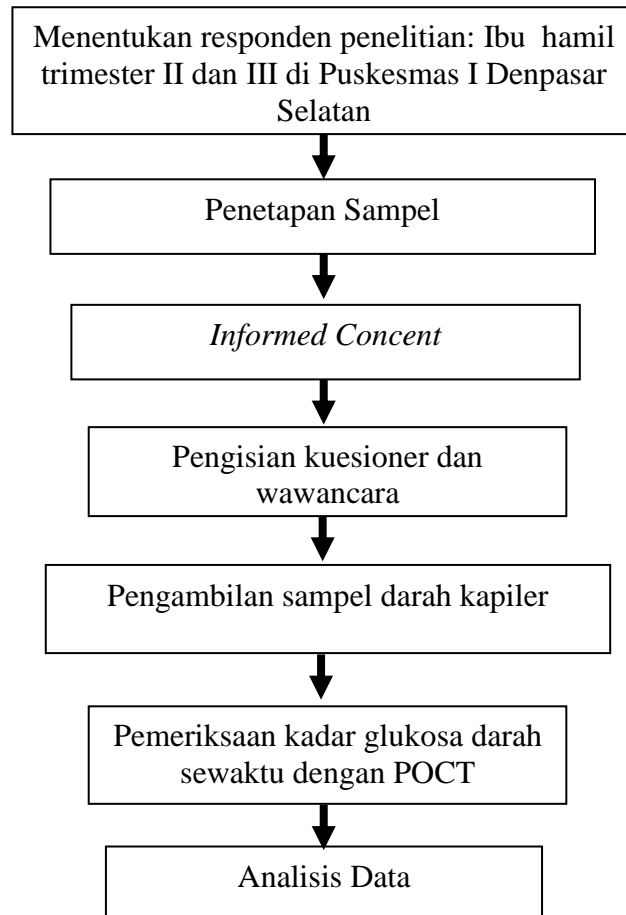 Menentukan responden penelitian: Ibu hamil
trimester II dan III di Puskesmas I Denpasar
Selatan
Penetapan Sampel
Informed Concent
Pengisian kuesioner dan
wawancara
Pengambilan sampel darah kapiler
Pemeriksaan kadar glukosa darah
sewaktu dengan POCT
Analisis Data